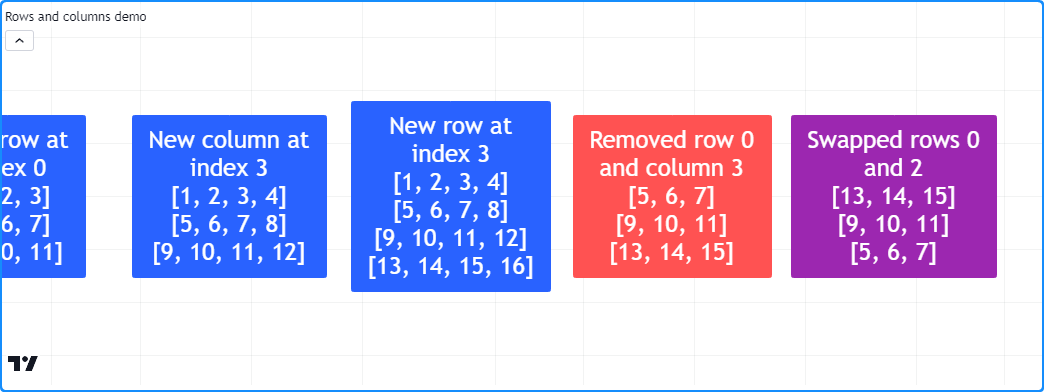 Rows and columns demo
row at
ex 0
2, 3]
6, 7]
0, 11]
New column at
index 3
[1, 2, 3, 4]
[5, 6, 7, 8]
[9, 10, 11, 12]
New row at
index 3
[1, 2, 3, 4]
[5, 6, 7, 8]
[9, 10, 11, 12]
[13, 14, 15, 16]
Removed row 0
and column 3
[5, 6, 7]
[9, 10, 11]
[13, 14, 15]
Swapped rows 0
and 2
[13, 14, 15]
[9, 10, 11]
[5, 6, 7]